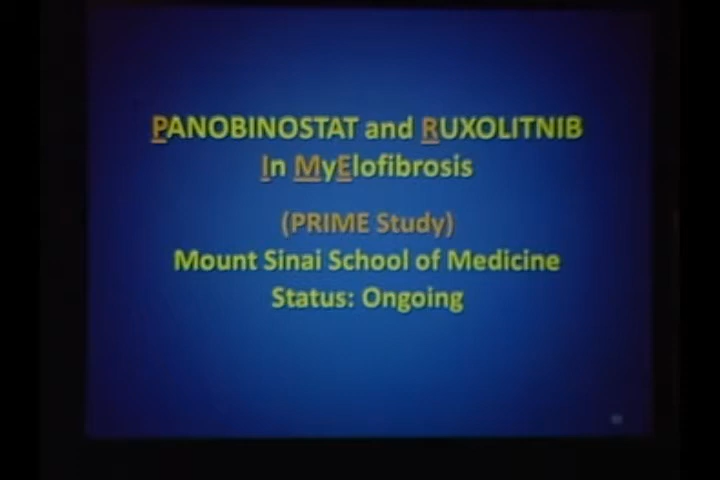 PANOBINOSTAT and RUXOLITNIB
In MyElofibrosis
(PRIME Study)
Mount Sinai School of Medicine
Status: Ongoing